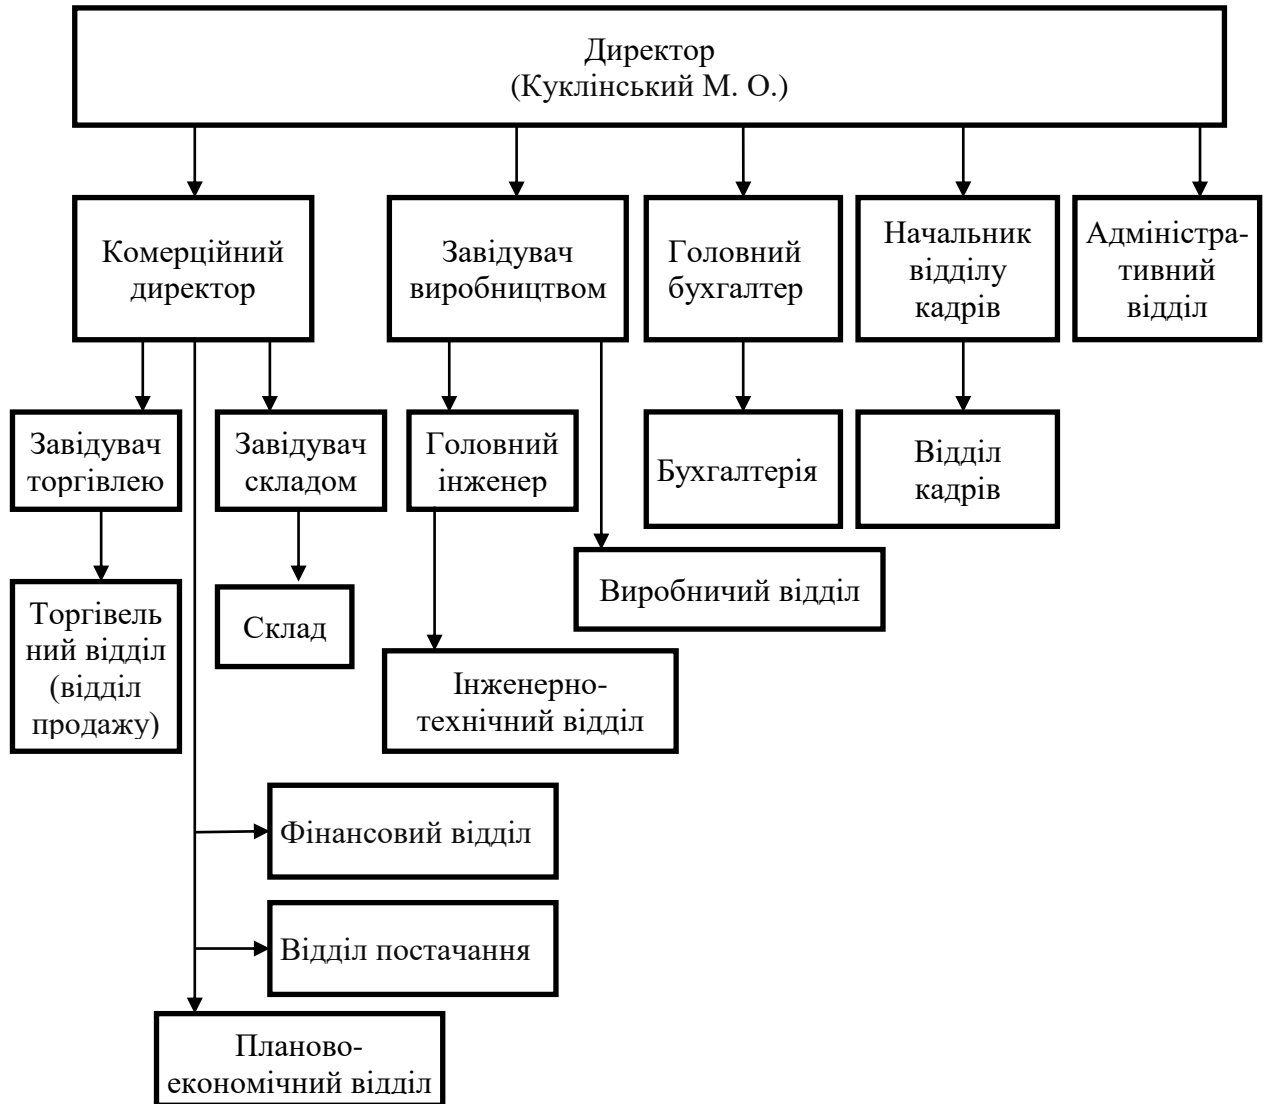 Директор
(Куклінський М. О.)
Комерційний
директор
Завідувач
виробництвом
Головний
бухгалтер
Начальник
відділу
кадрів
Адміністра-
тивний
відділ
Завідувач
торгівлею
Завідувач
складом
Головний
інженер
Бухгалтерія
Відділ
кадрів
Торгівель
ний відділ
(відділ
продажу)
Склад
Виробничий відділ
Інженерно-
технічний відділ
Фінансовий відділ
Відділ постачання
Планово-
економічний відділ